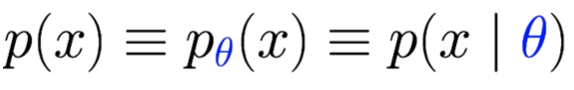 p(x) ≡ p_θ(x) ≡ p(x | θ)